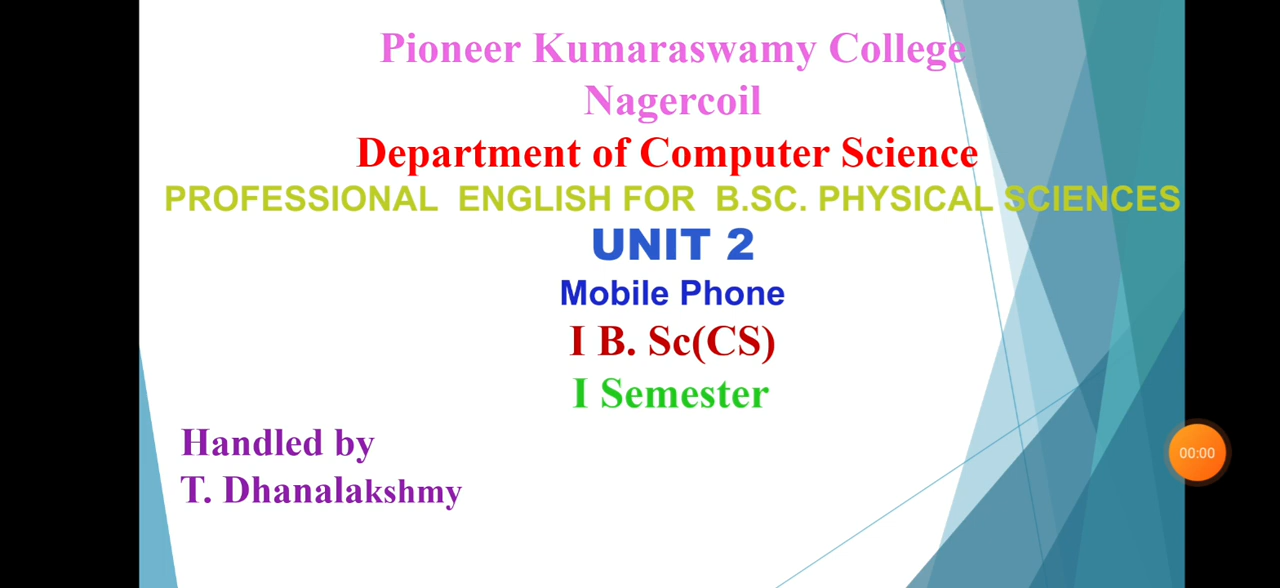 Pioneer Kumaraswamy College
Nagercoil
Department of Computer Science
PROFESSIONAL ENGLISH FOR B.SC. PHYSICAL SCIENCES
UNIT 2
Mobile Phone
I B. Sc(CS)
I Semester
Handled by
T. Dhanalakshmy
00:00